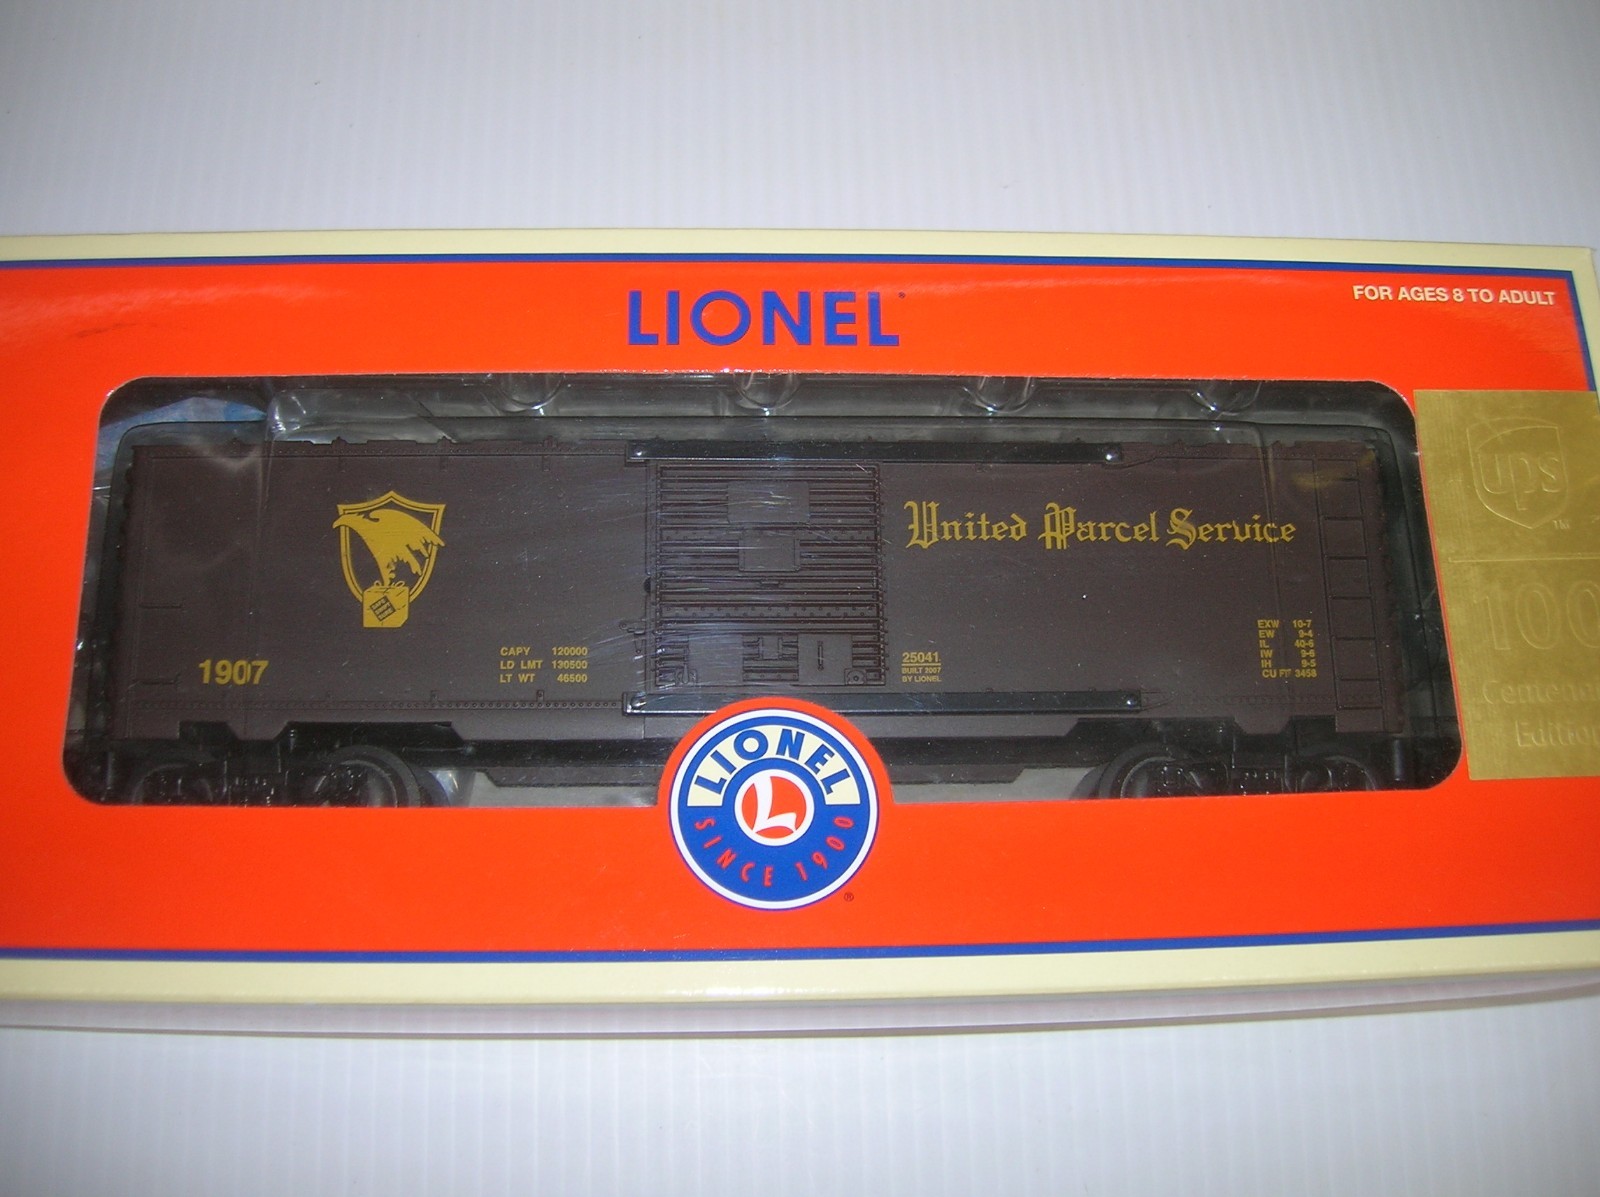 LIONEL
FOR AGES 8 TO ADULT
United Parcel Service
1907
CAPY 120000
LD LMT 130500
LT WT 46500
25041
BUILT 2007
BY LIONEL
EXW 10-7
EW 9-4
IL 40-6
IW 9-6
IH 9-5
CU FT 3458
ups
TM
100
Edition
LIONEL
L
SINCE 1900